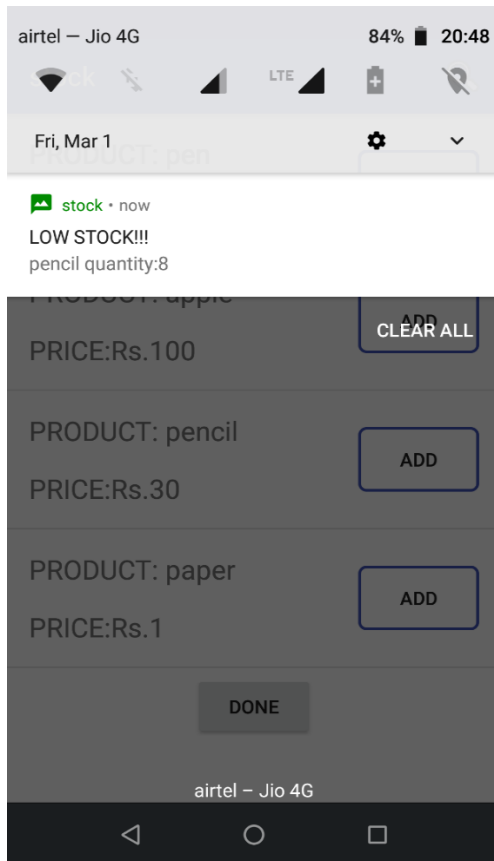 airtel — Jio 4G 84% 20:48
stock
LTE
Fri, Mar 1
PRODUCT: pen
stock • now
LOW STOCK!!!
pencil quantity:8
PRODUCT: apple
ADD
CLEAR ALL
PRICE:Rs.100
PRODUCT: pencil
ADD
PRICE:Rs.30
PRODUCT: paper
ADD
PRICE:Rs.1
DONE
airtel – Jio 4G